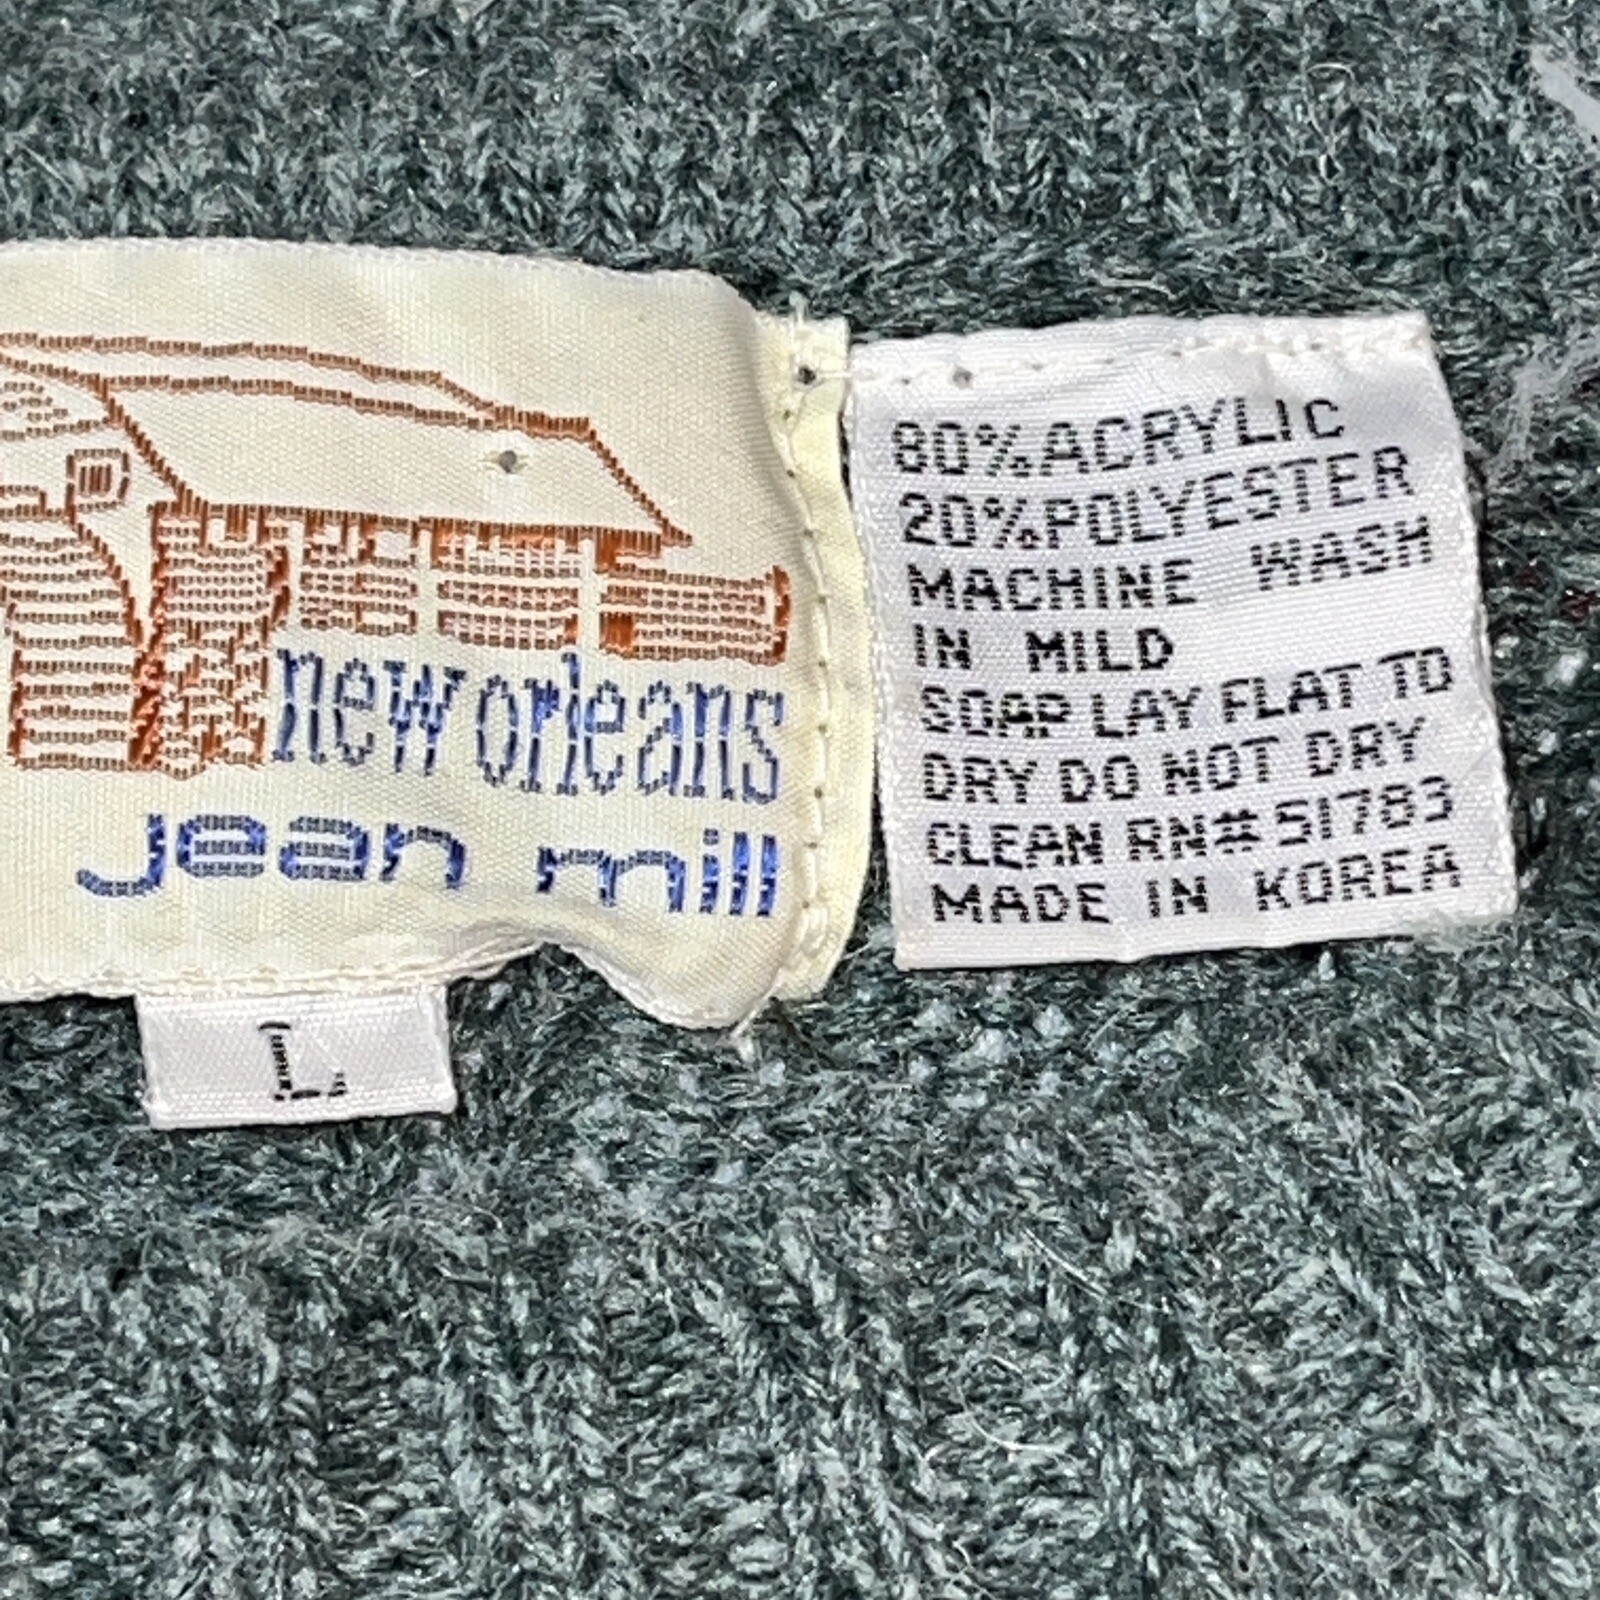 new orleans
jean mill
L
80% ACRYLIC
20% POLYESTER
MACHINE WASH
IN MILD
SOAP LAY FLAT TO
DRY DO NOT DRY
CLEAN RN# 51783
MADE IN KOREA